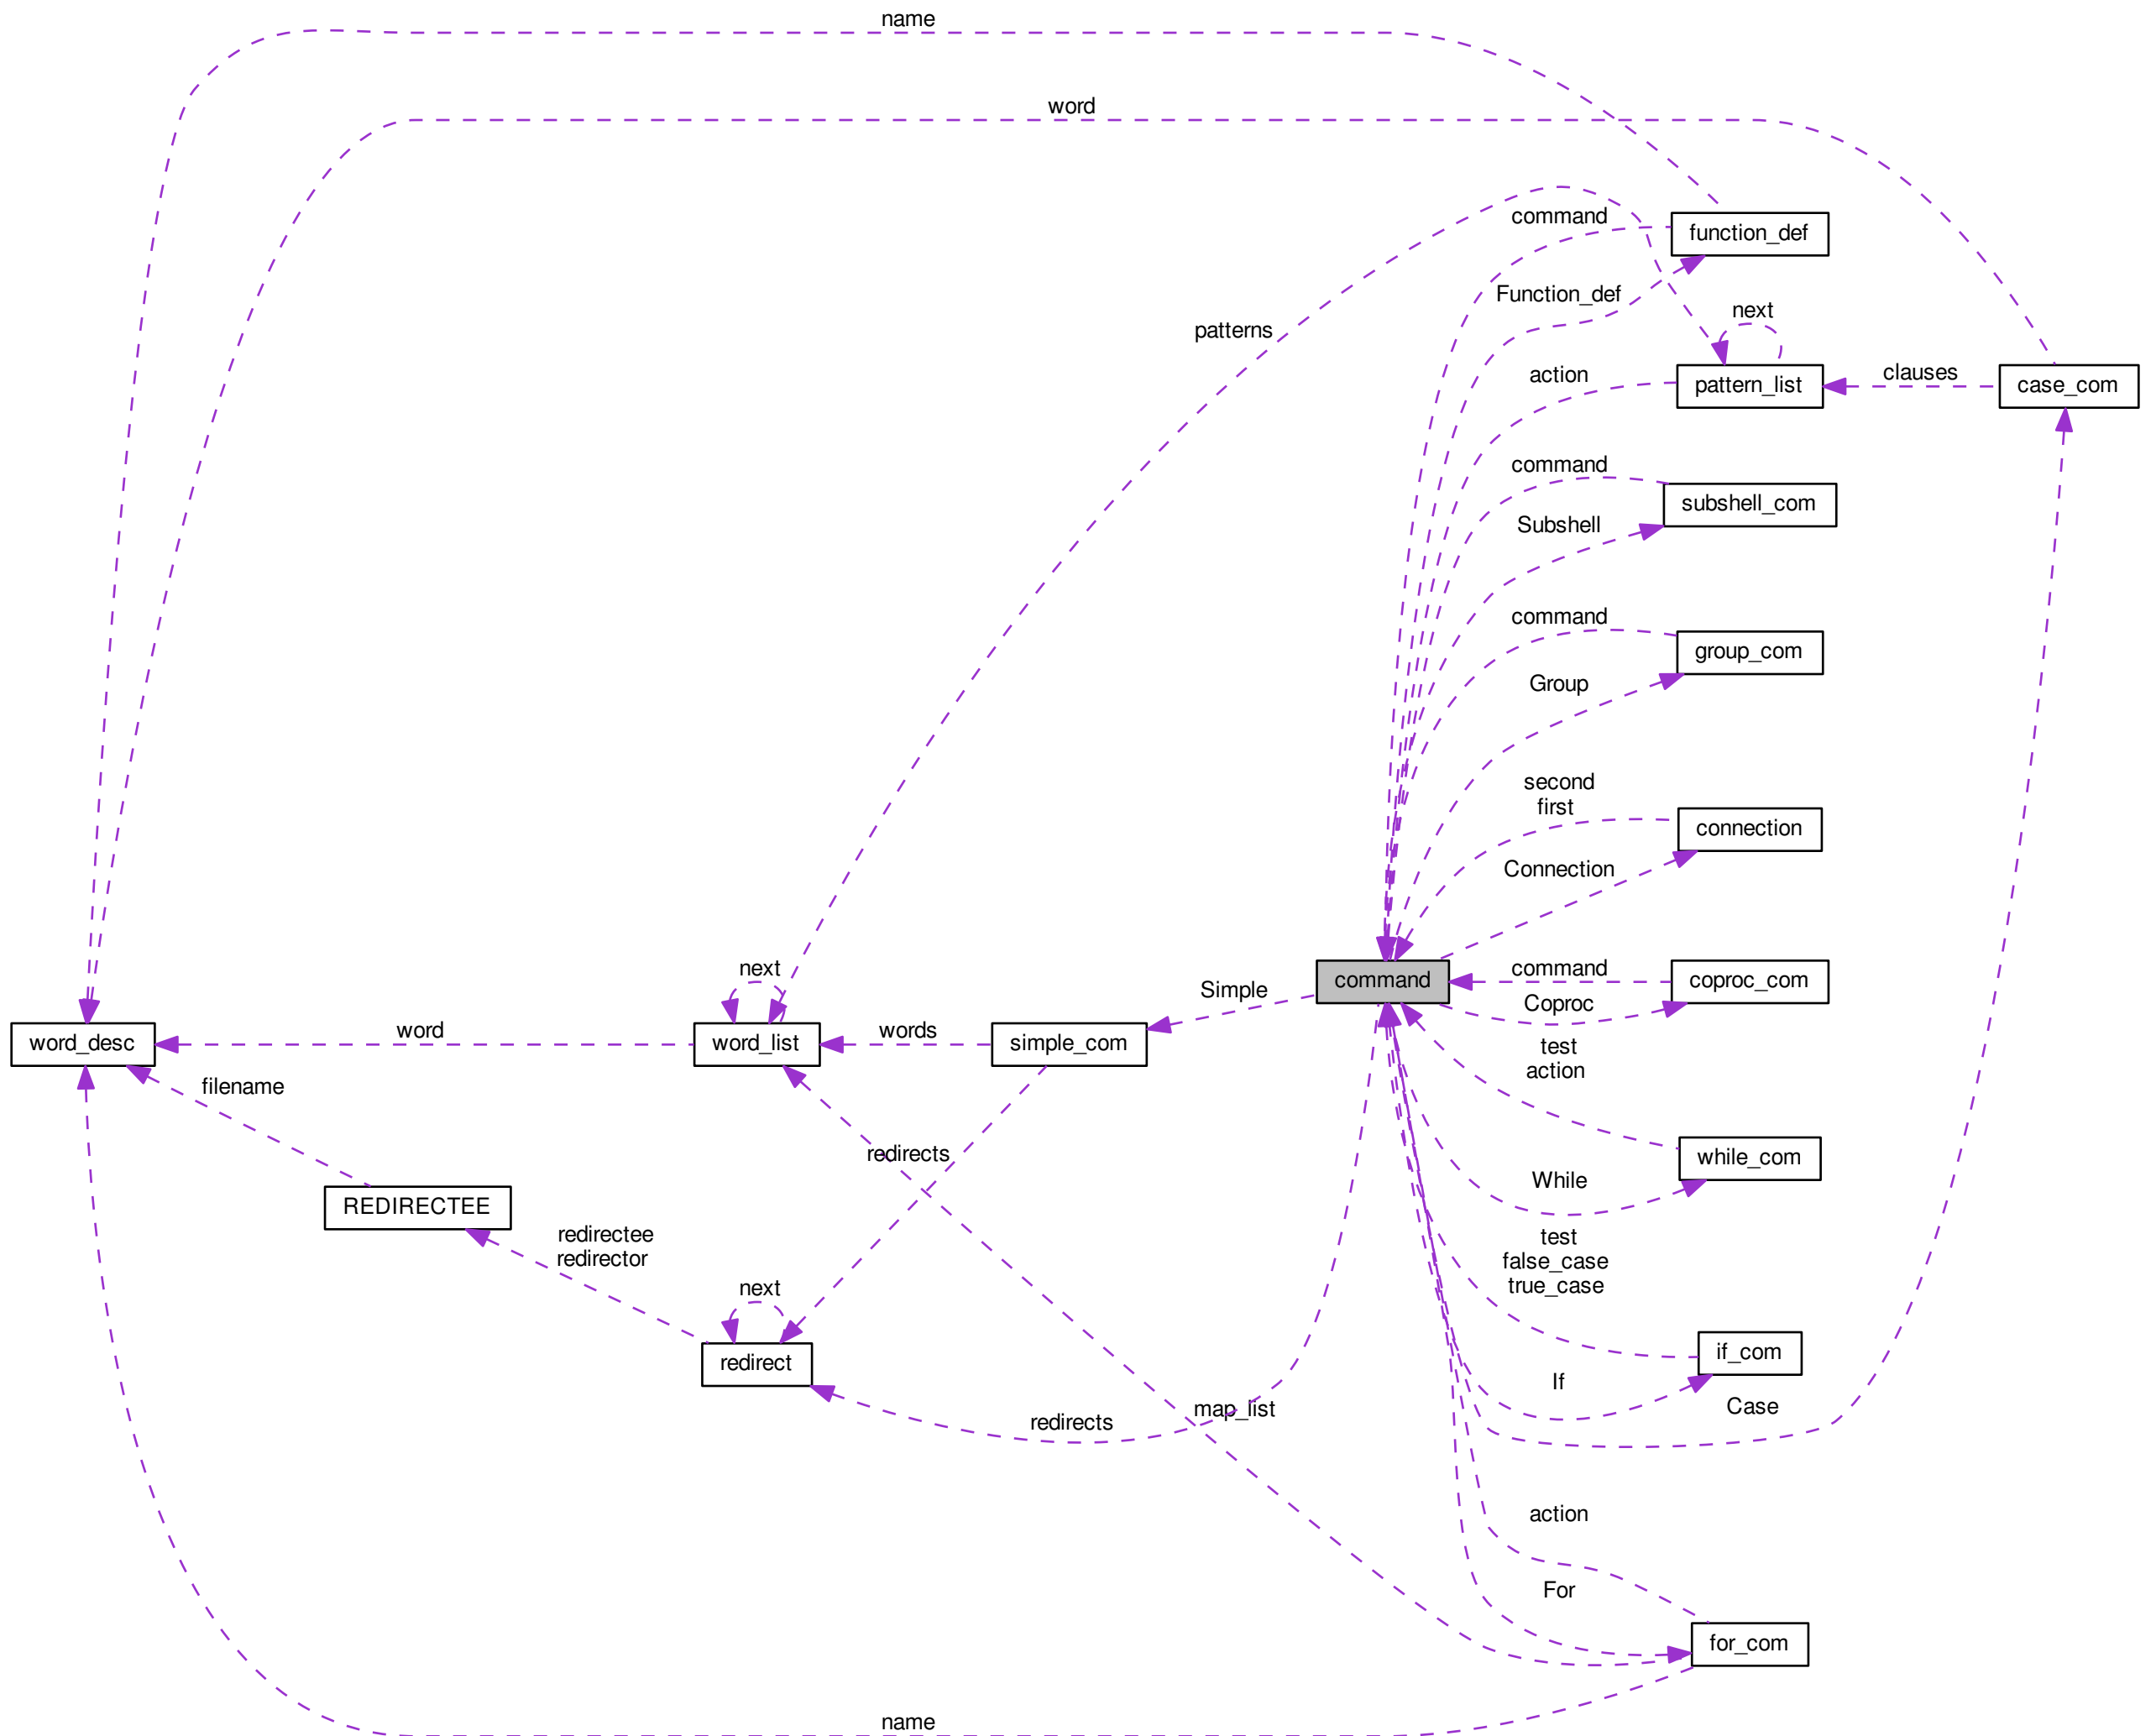 name
word
command
function_def
Function_def
next
patterns
action
pattern_list
clauses
case_com
command
subshell_com
Subshell
command
group_com
Group
second
first
connection
Connection
next
command
command
coproc_com
Simple
Coproc
word_desc
word
word_list
words
simple_com
test
action
filename
redirects
while_com
While
REDIRECTEE
redirectee
redirector
test
false_case
true_case
next
redirect
if_com
If
map_list
Case
redirects
action
For
for_com
name